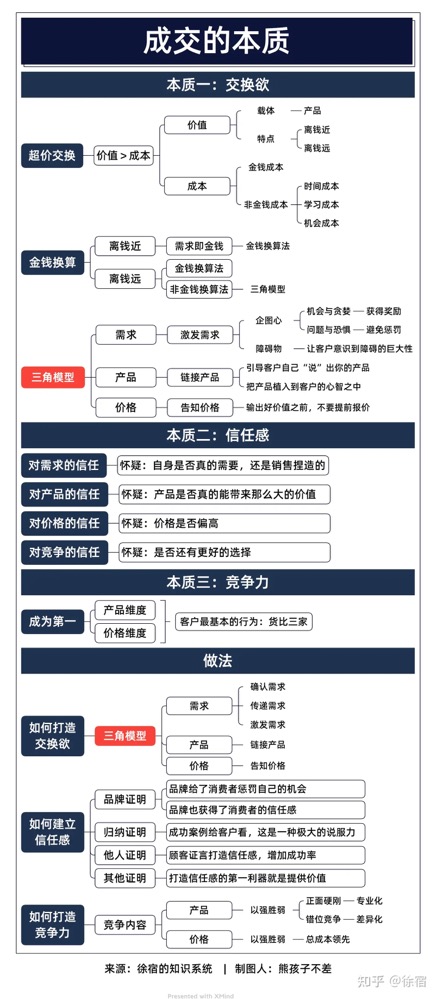 成交的本质
本质一：交换欲
超价交换
价值＞成本
价值
载体
产品
特点
离钱近
离钱远
成本
金钱成本
非金钱成本
时间成本
学习成本
机会成本
金钱换算
离钱近
需求即金钱
金钱换算法
离钱远
金钱换算法
非金钱换算法
三角模型
三角模型
需求
激发需求
企图心
机会与贪婪
获得奖励
问题与恐惧
避免惩罚
障碍物
让客户意识到障碍的巨大性
产品
链接产品
引导客户自己“说”出你的产品
把产品植入到客户的心智之中
价格
告知价格
输出好价值之前，不要提前报价
本质二：信任感
对需求的信任
怀疑：自身是否真的需要，还是销售捏造的
对产品的信任
怀疑：产品是否真的能带来那么大的价值
对价格的信任
怀疑：价格是否偏高
对竞争的信任
怀疑：是否还有更好的选择
本质三：竞争力
成为第一
产品维度
价格维度
客户最基本的行为：货比三家
做法
如何打造
交换欲
三角模型
需求
确认需求
传递需求
激发需求
产品
链接产品
价格
告知价格
如何建立
信任感
品牌证明
品牌给了消费者惩罚自己的机会
品牌也获得了消费者的信任感
归纳证明
成功案例给客户看，这是一种极大的说服力
他人证明
顾客证言打造信任感，增加成功率
其他证明
打造信任感的第一利器就是提供价值
如何打造
竞争力
竞争内容
产品
以强胜弱
正面硬刚
专业化
错位竞争
差异化
价格
以强胜弱
总成本领先
来源：徐宿的知识系统 | 制图人：熊孩子不差
知乎 @徐宿
Presented with XMind